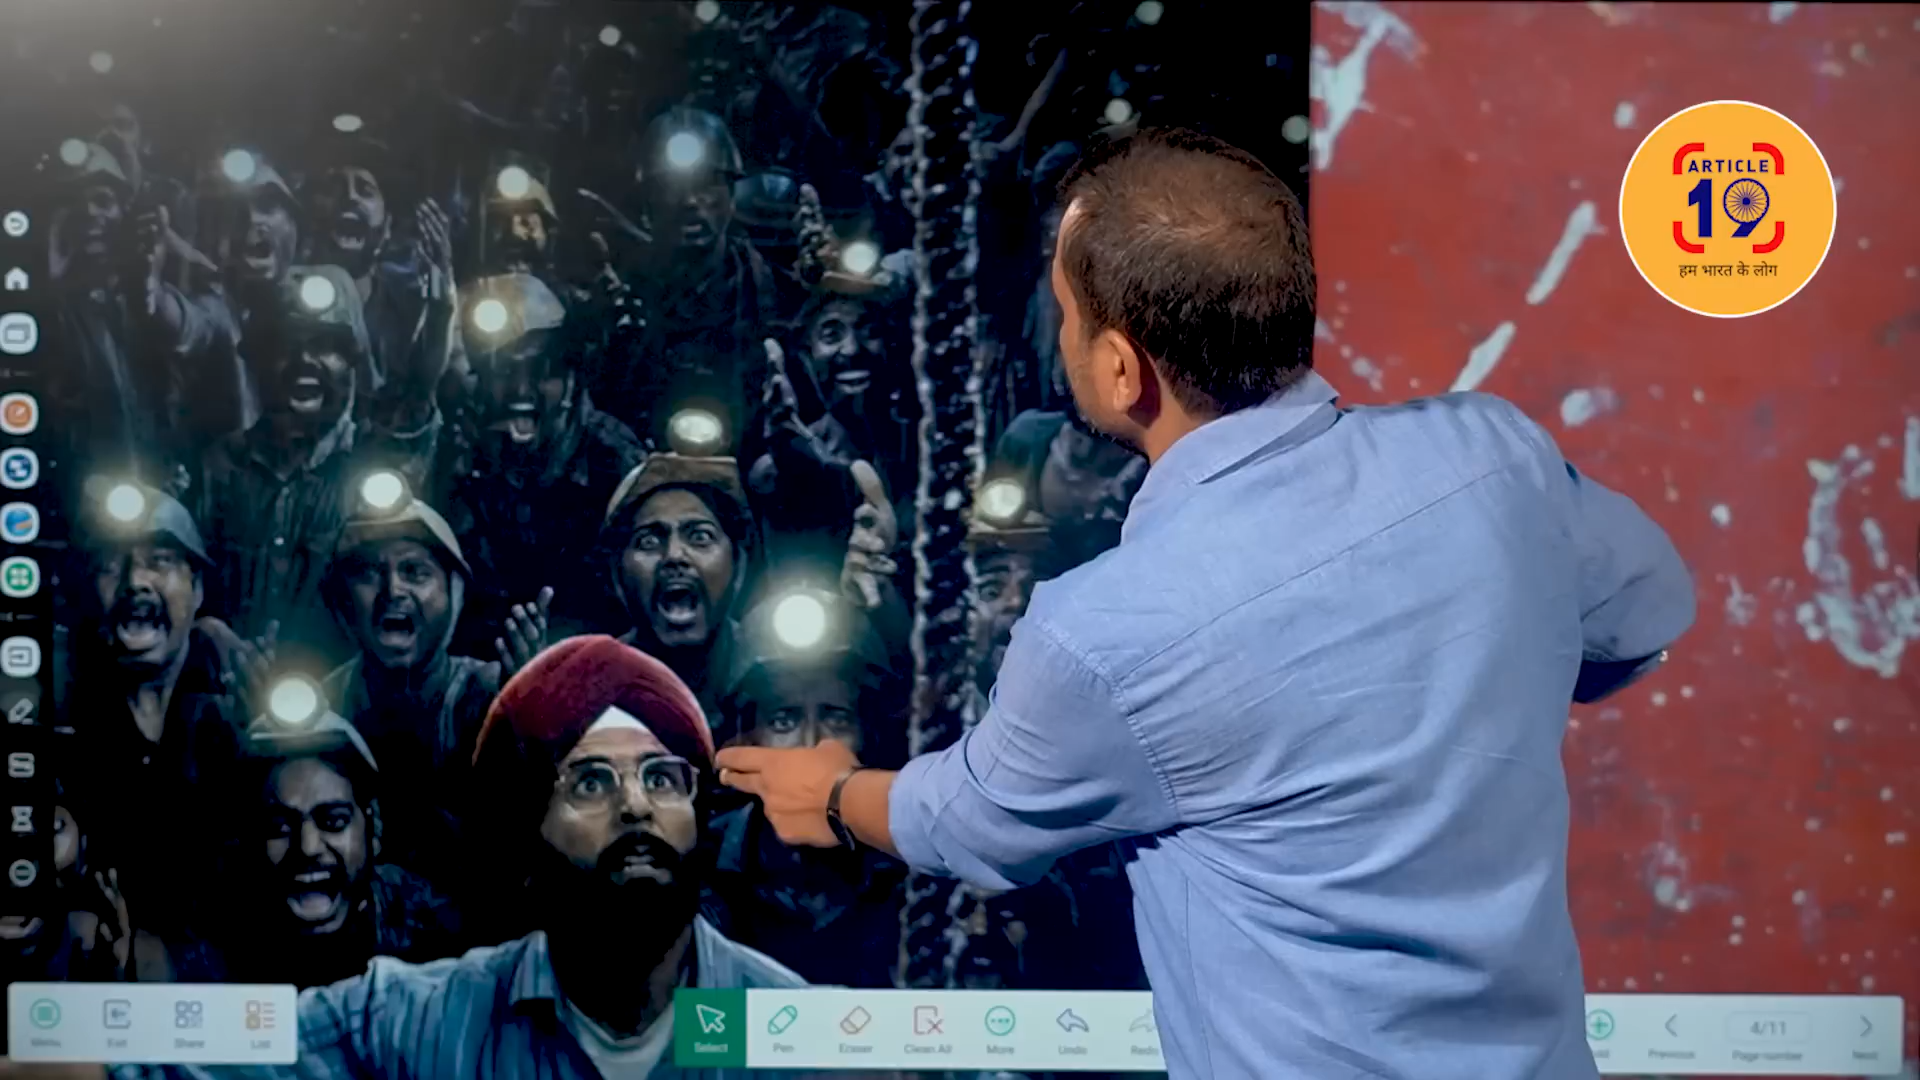 ARTICLE
19
हम भारत के लोग
Menu
Exit
Share
List
Select
Pen
Eraser
Clean All
More
Undo
Redo
Previous
4/11
Page number
Next